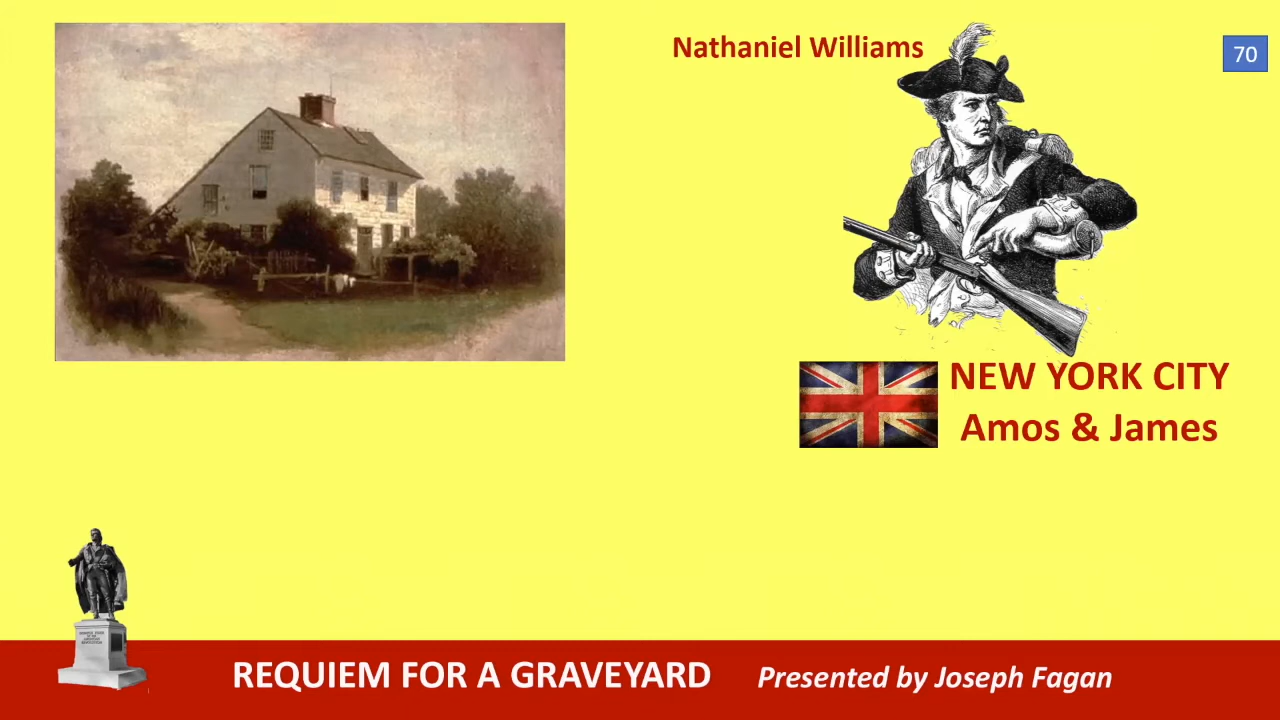 Nathaniel Williams
70
NEW YORK CITY
Amos & James
REQUIEM FOR A GRAVEYARD
Presented by Joseph Fagan